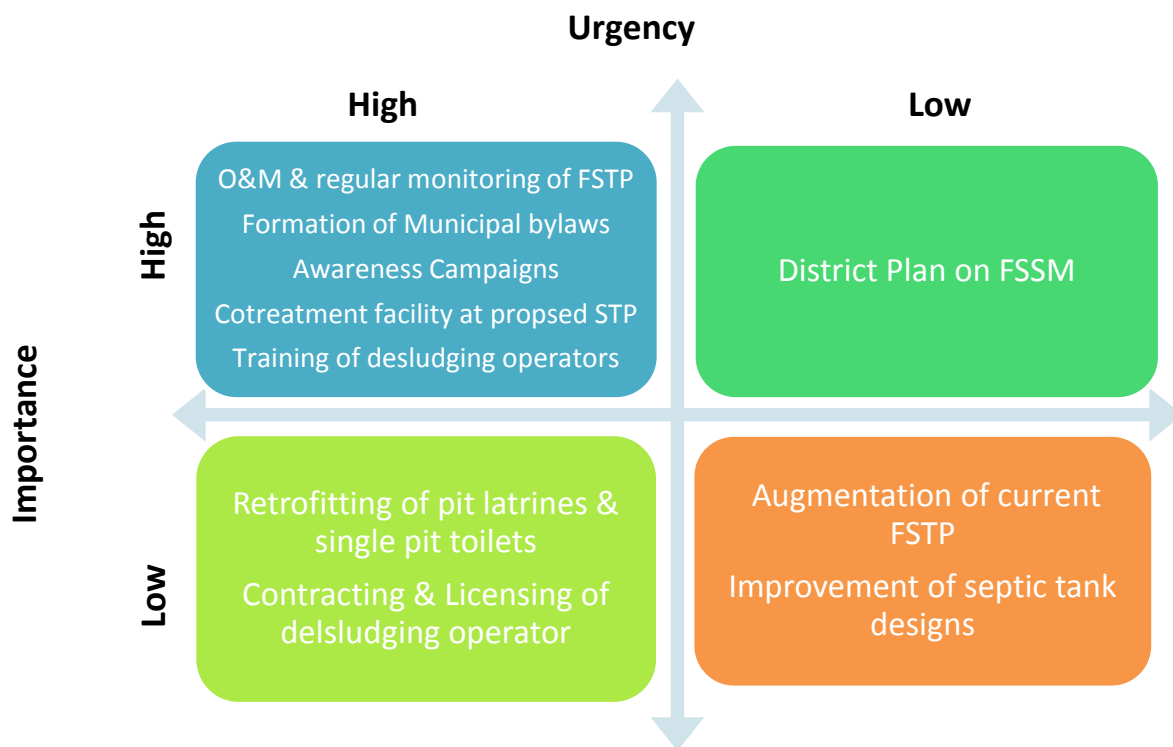 Urgency
High
Low
Importance
High
O&M & regular monitoring of FSTP
Formation of Municipal bylaws
Awareness Campaigns
Cotreatment facility at propsed STP
Training of desludging operators
District Plan on FSSM
Low
Retrofitting of pit latrines &
single pit toilets
Contracting & Licensing of
delsludging operator
Augmentation of current
FSTP
Improvement of septic tank
designs